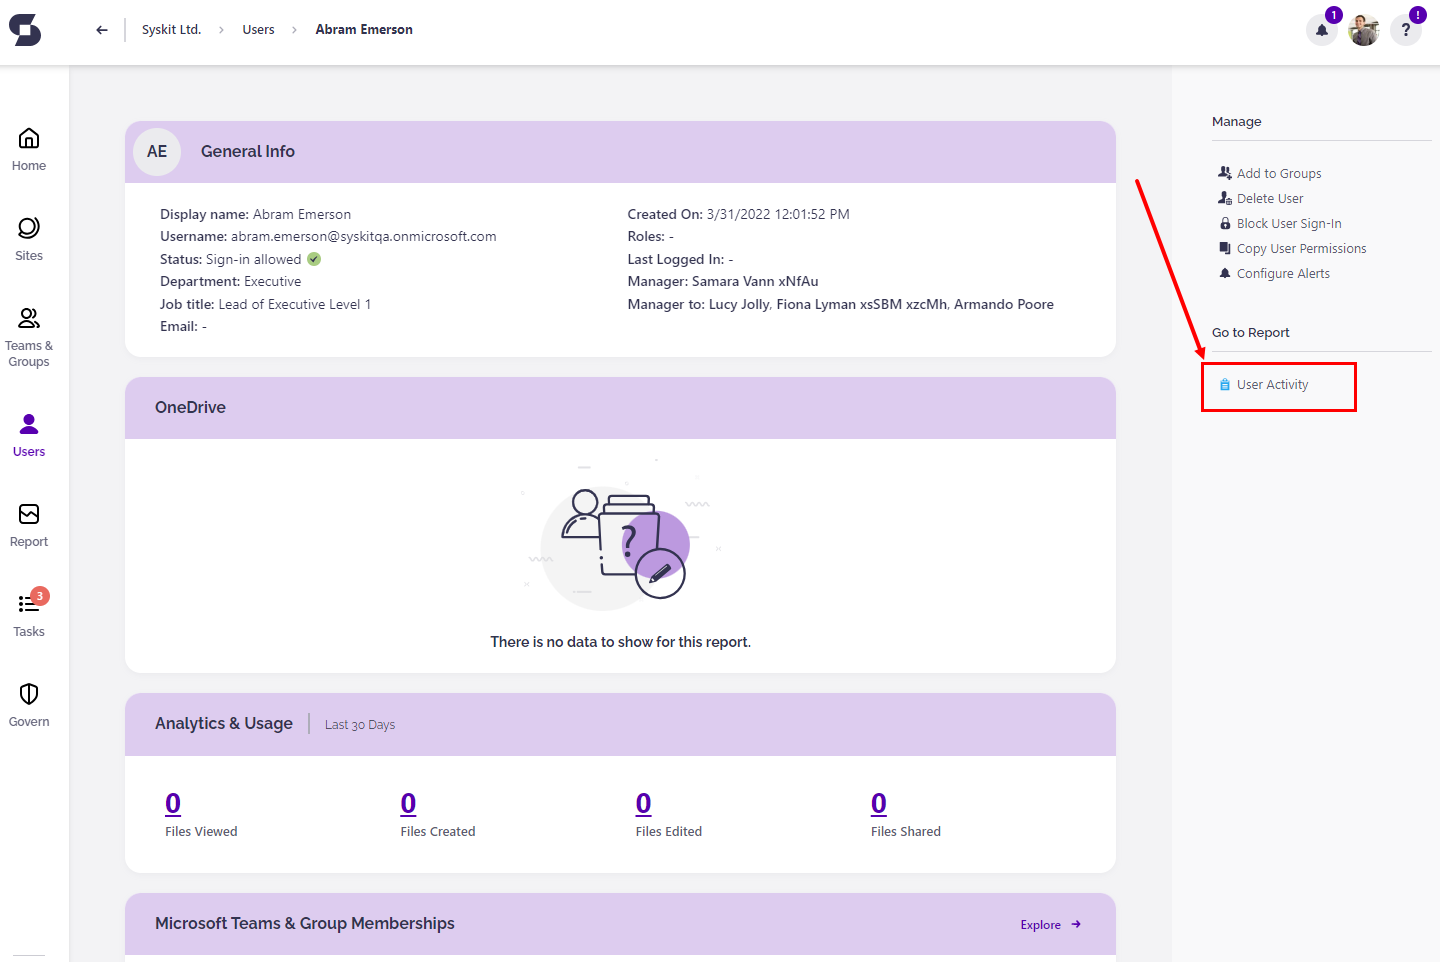 Syskit Ltd. > Users > Abram Emerson
1
!
?
Home
Sites
Teams &
Groups
Users
Report
3
Tasks
Govern
AE
General Info
Display name: Abram Emerson
Username: abram.emerson@syskitqa.onmicrosoft.com
Status: Sign-in allowed
Department: Executive
Job title: Lead of Executive Level 1
Email: -
Created On: 3/31/2022 12:01:52 PM
Roles: -
Last Logged In: -
Manager: Samara Vann xNfAu
Manager to: Lucy Jolly, Fiona Lyman xsSBM xzcMh, Armando Poore
OneDrive
?
There is no data to show for this report.
Analytics & Usage | Last 30 Days
0
Files Viewed
0
Files Created
0
Files Edited
0
Files Shared
Microsoft Teams & Group Memberships
Explore
Manage
Add to Groups
Delete User
Block User Sign-In
Copy User Permissions
Configure Alerts
Go to Report
User Activity